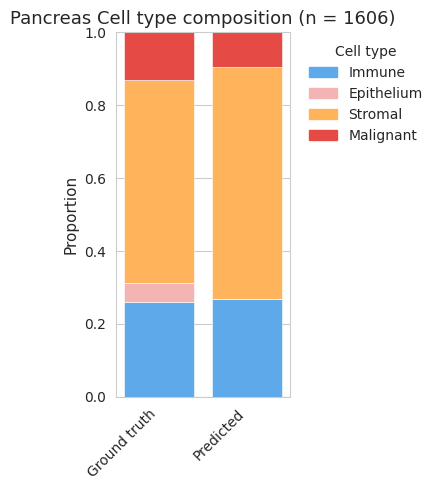 Pancreas Cell type composition (n = 1606)
Cell type
Immune
Epithelium
Stromal
Malignant
Proportion
1.0
0.8
0.6
0.4
0.2
0.0
Ground truth
Predicted